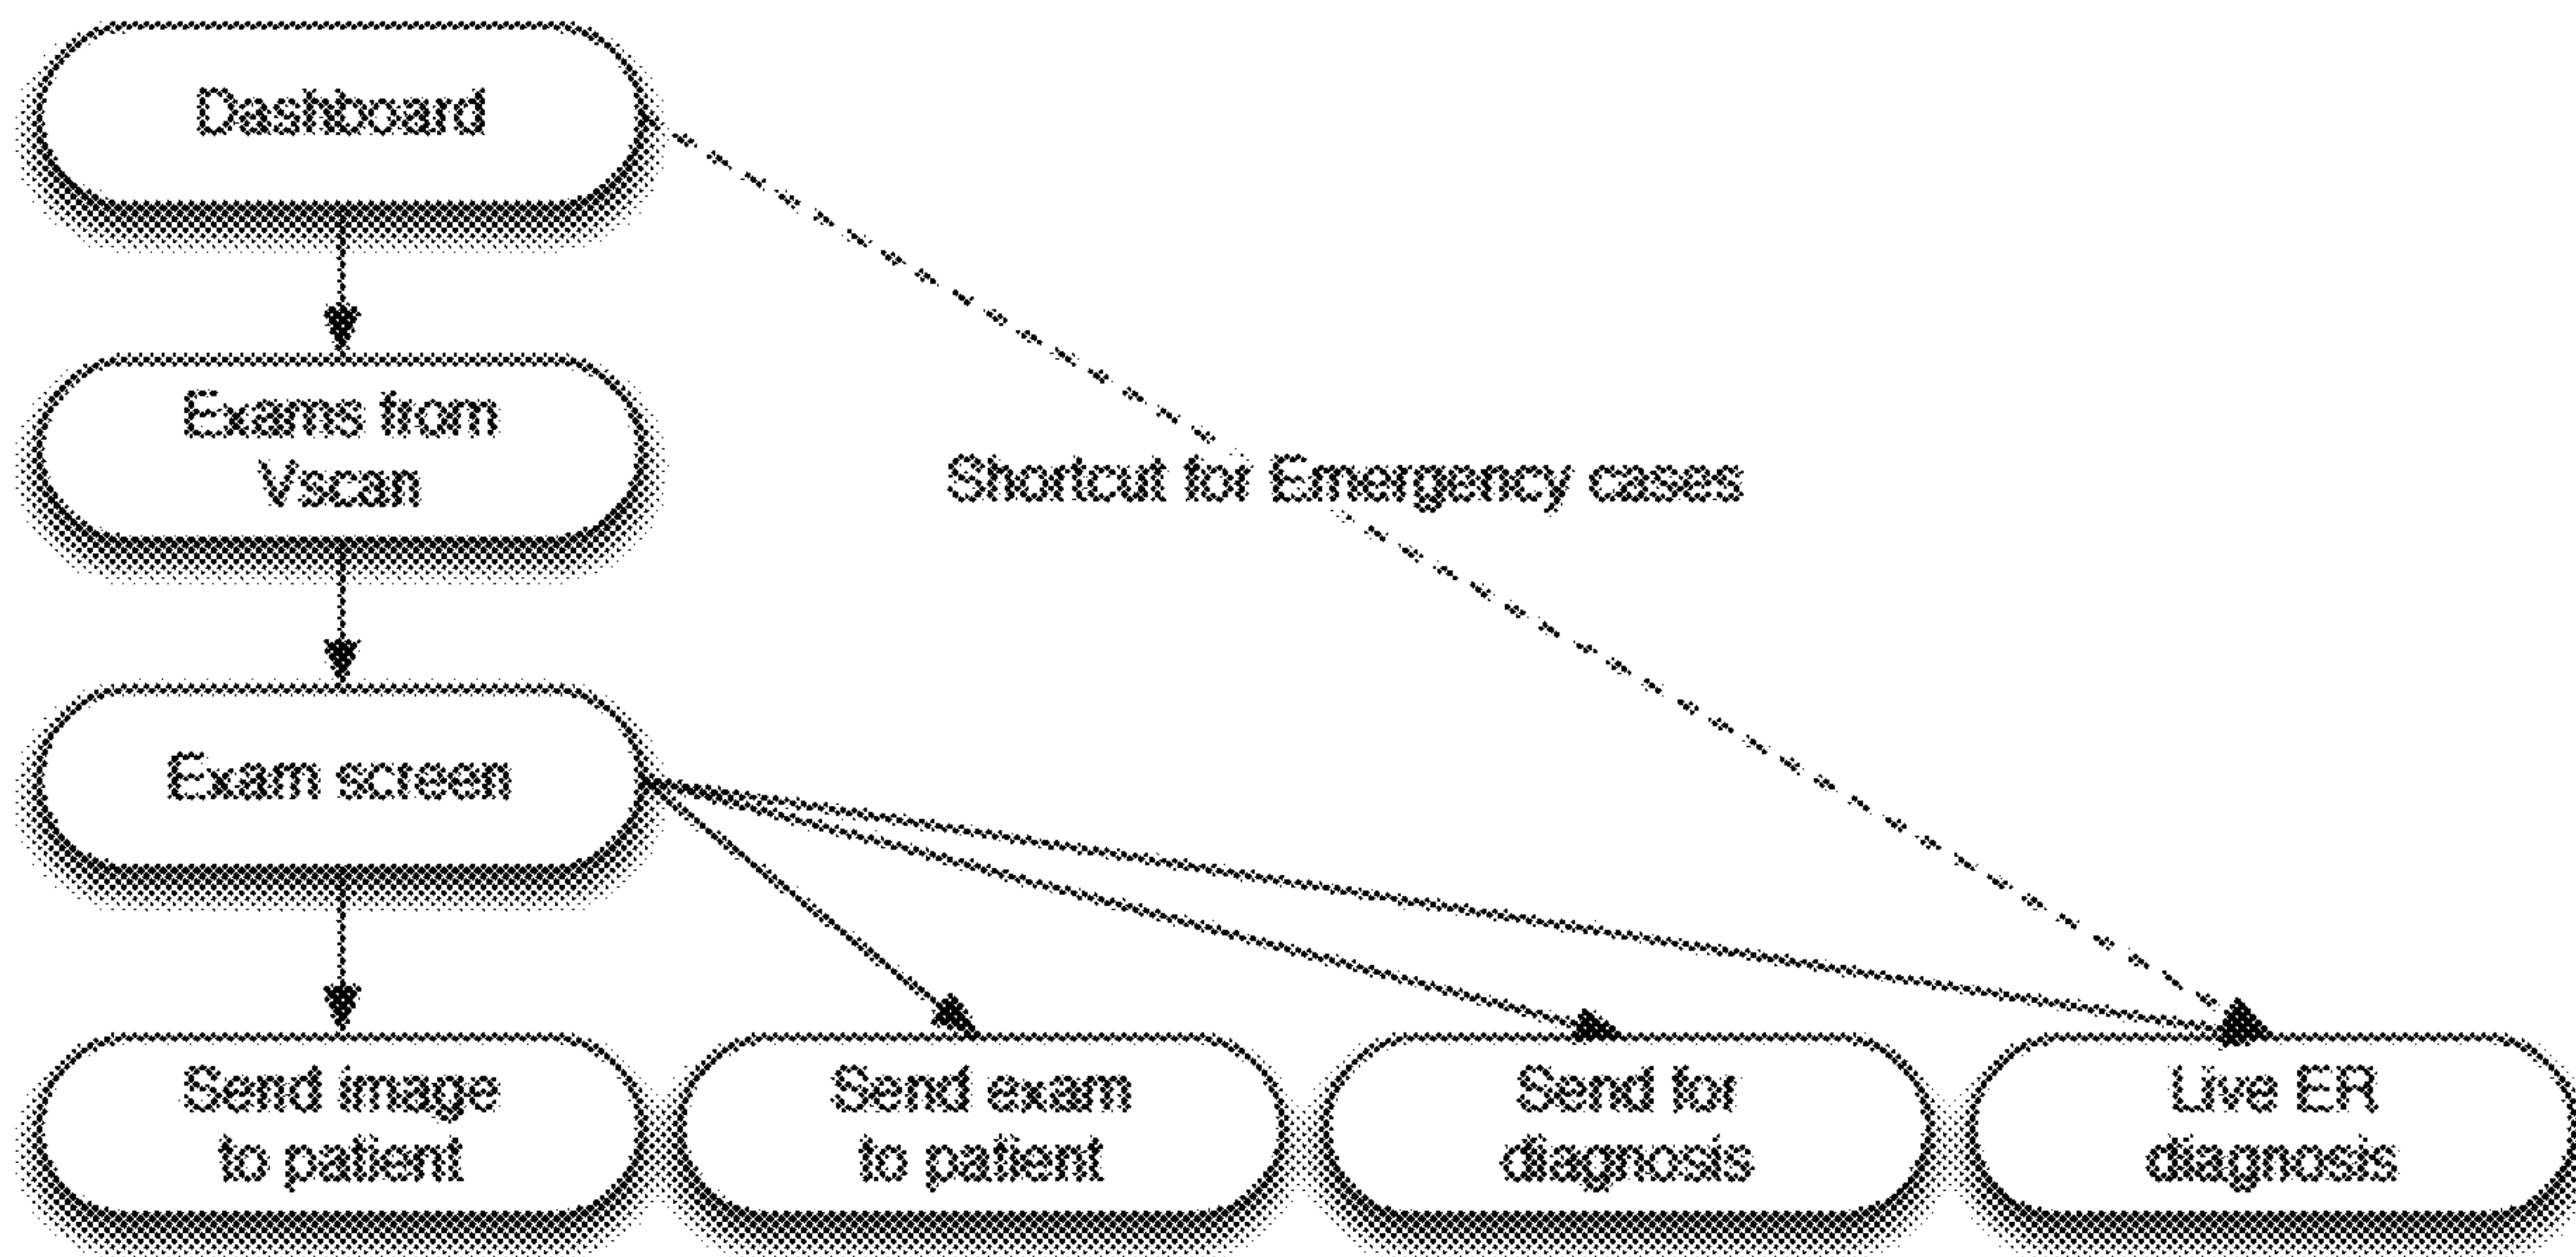 Dashboard
Exams from
Vscan
Shortcut for Emergency cases
Exam screen
Send image
to patient
Send exam
to patient
Send for
diagnosis
Live ER
diagnosis